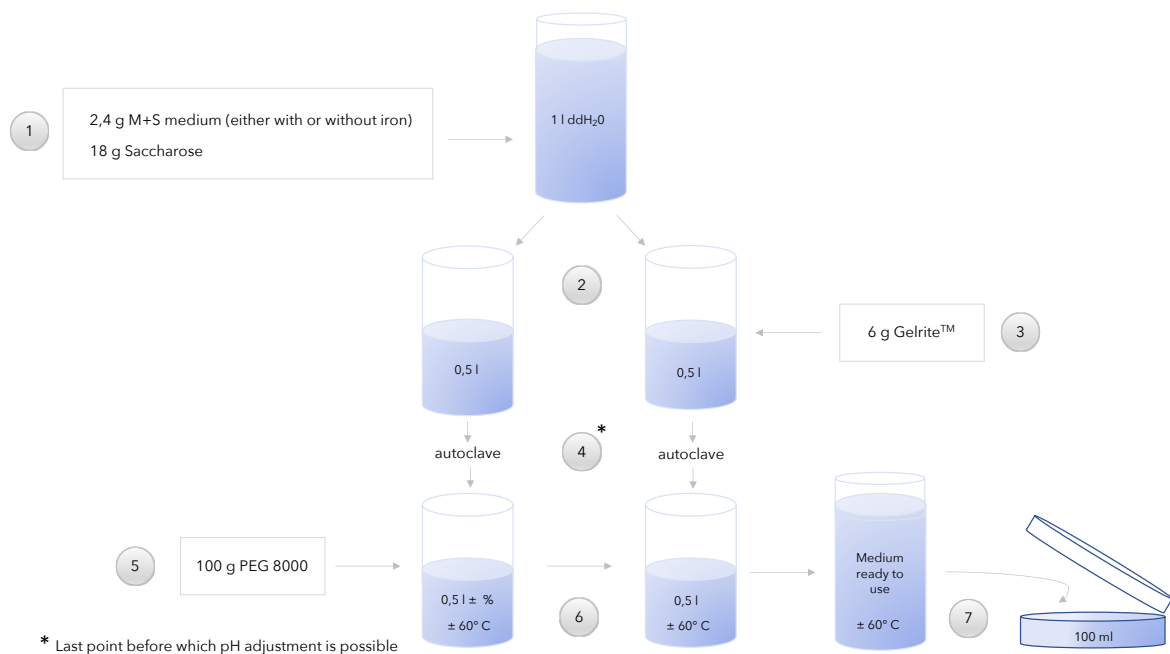 1
2,4 g M+S medium (either with or without iron)
18 g Saccharose
1 l ddH₂0
2
0,5 l
0,5 l
6 g Gelrite™
3
4 *
autoclave
autoclave
5
100 g PEG 8000
0,5 l ± %
± 60° C
6
0,5 l
± 60° C
Medium
ready to
use
± 60° C
7
100 ml
* Last point before which pH adjustment is possible